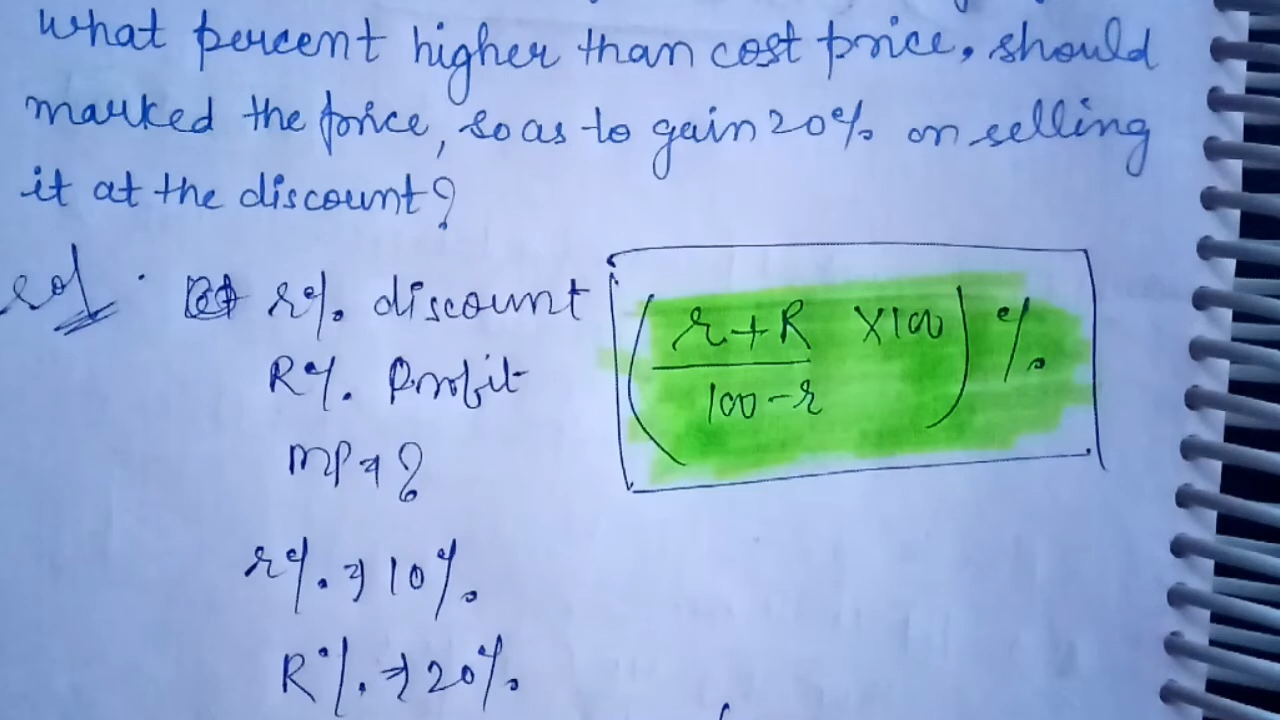 what percent higher than cost price, should
marked the price, so as to gain 20% on selling
it at the discount?
Sol r% discount
R% Profit
(r+R/100-r ×100)%
MP = ?
r% ⇒ 10%
R% ⇒ 20%